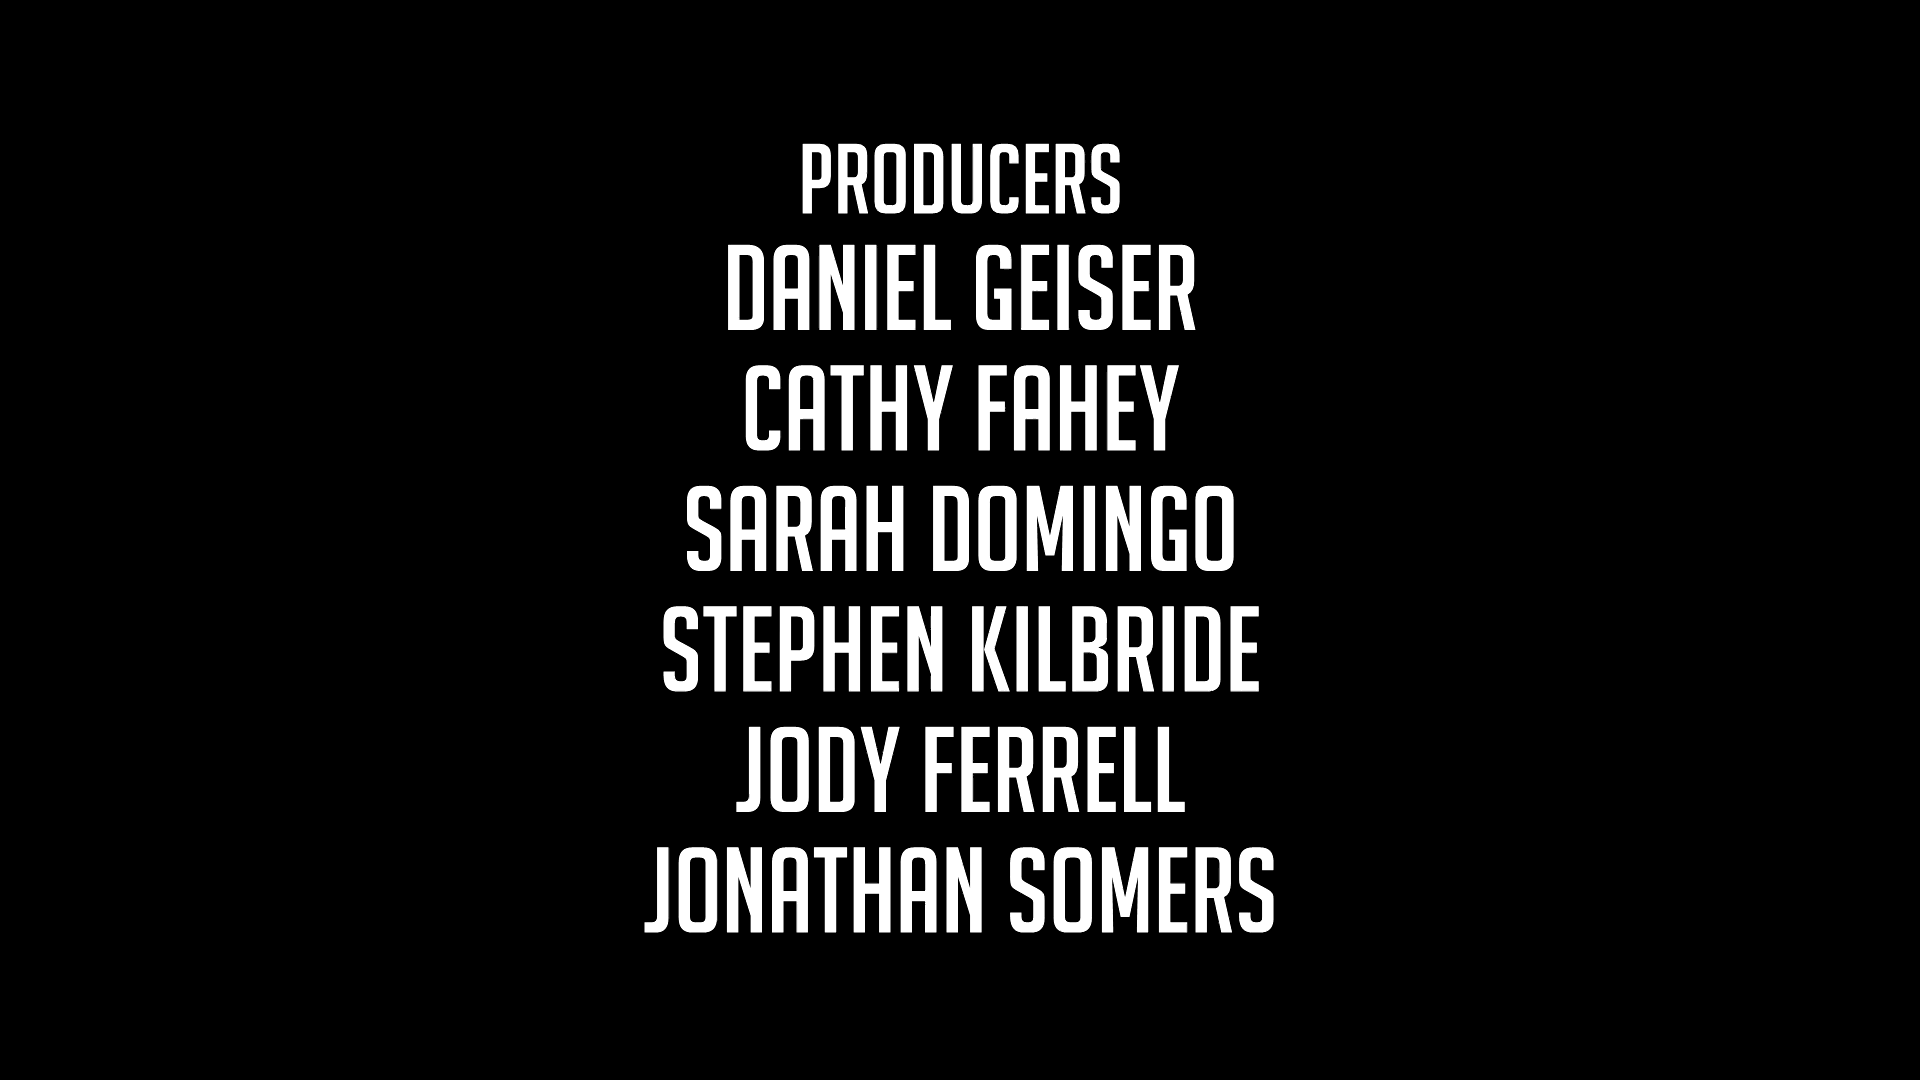 PRODUCERS
DANIEL GEISER
CATHY FAHEY
SARAH DOMINGO
STEPHEN KILBRIDE
JODY FERRELL
JONATHAN SOMERS